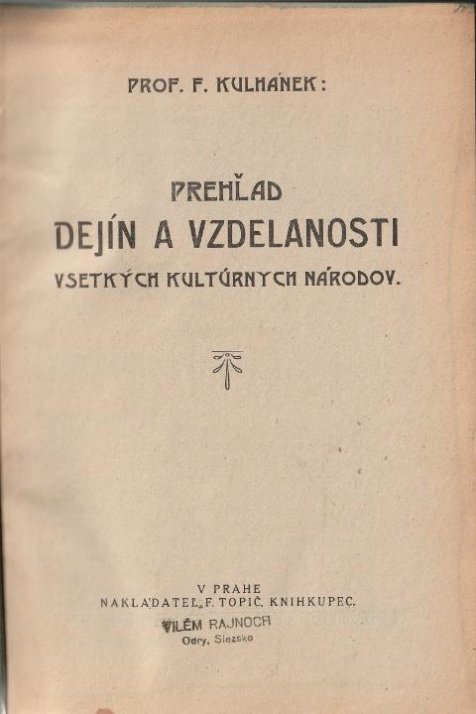 PROF. F. KULHÁNEK:
PREHĽAD
DEJÍN A VZDELANOSTI
VSETKÝCH KULTÚRNYCH NÁRODOV.
V PRAHE
NAKLADATEĽ F. TOPIČ, KNIHKUPEC.
VILÉM RAJNOCH
Odry, Slezsko